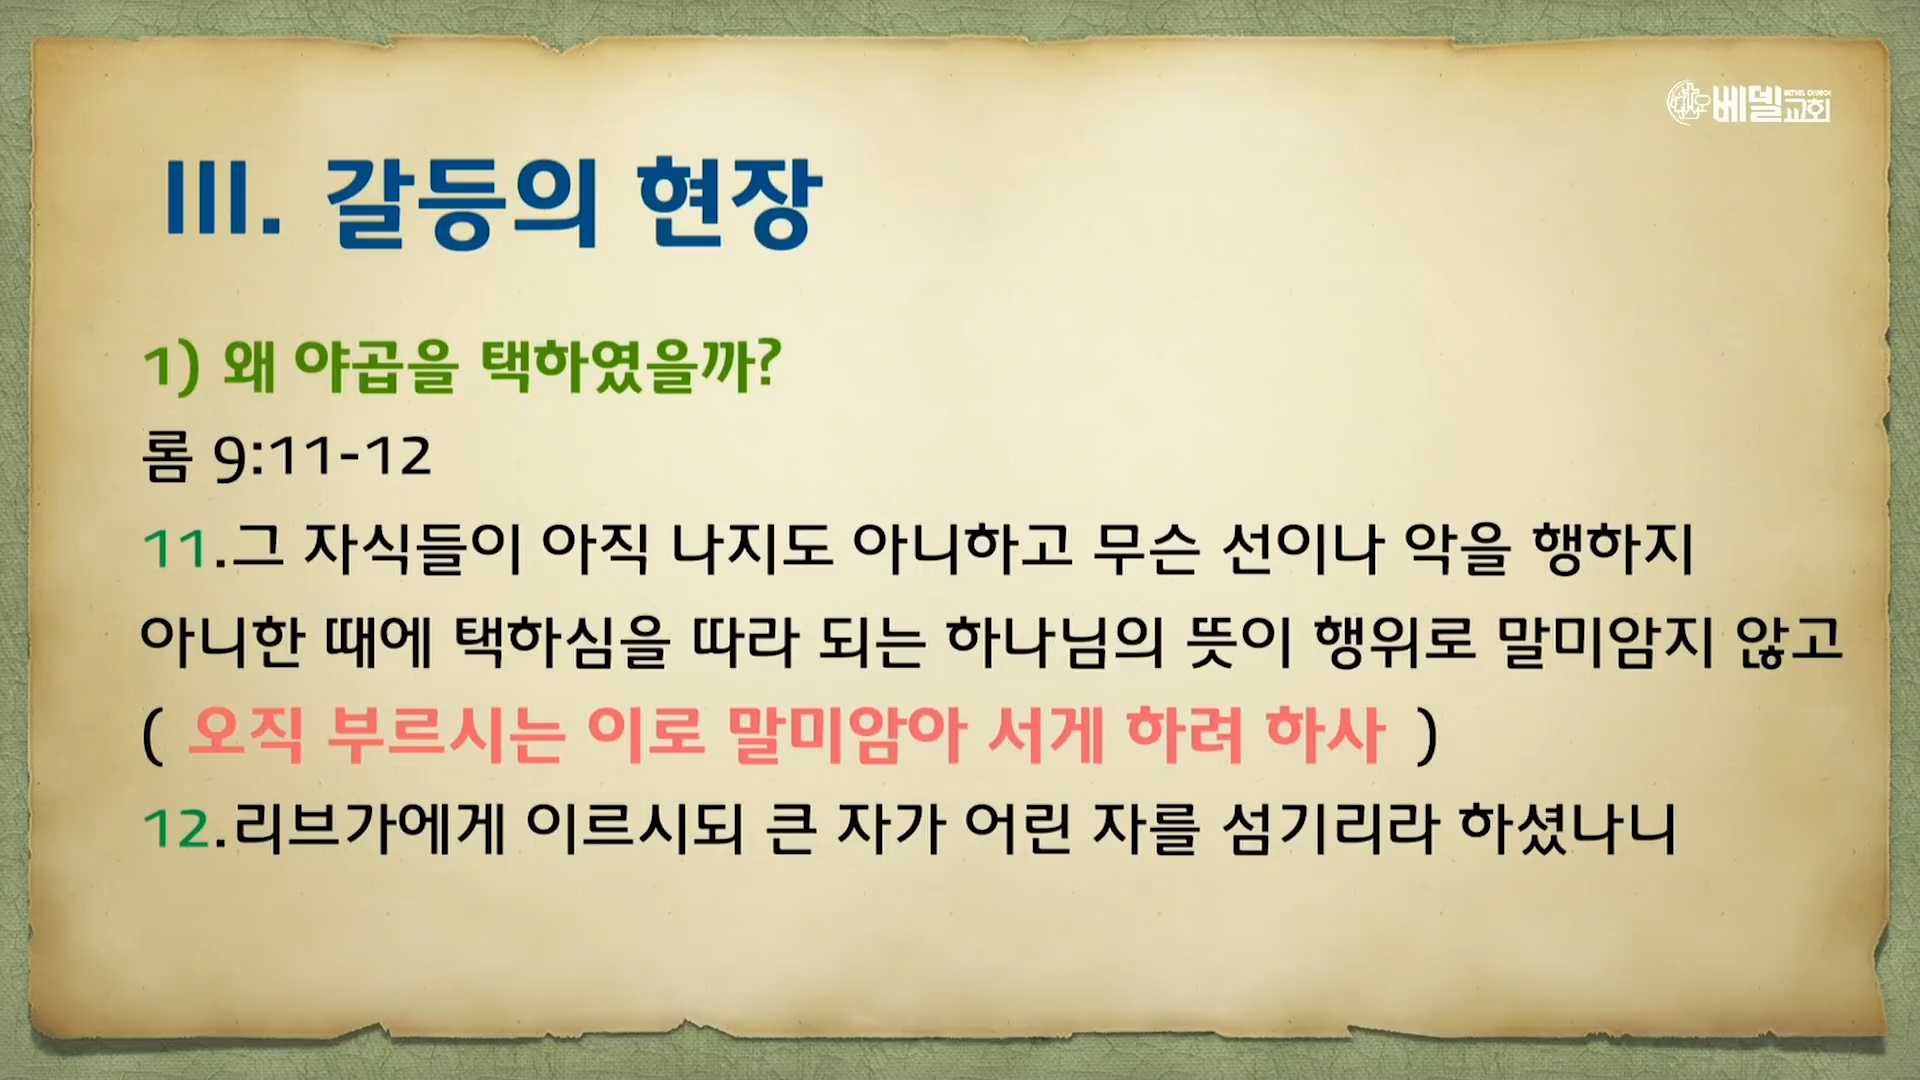 베델교회
BETHEL CHURCH
III. 갈등의 현장
1) 왜 야곱을 택하였을까?
롬 9:11-12
11.그 자식들이 아직 나지도 아니하고 무슨 선이나 악을 행하지
아니한 때에 택하심을 따라 되는 하나님의 뜻이 행위로 말미암지 않고
( 오직 부르시는 이로 말미암아 서게 하려 하사 )
12.리브가에게 이르시되 큰 자가 어린 자를 섬기리라 하셨나니